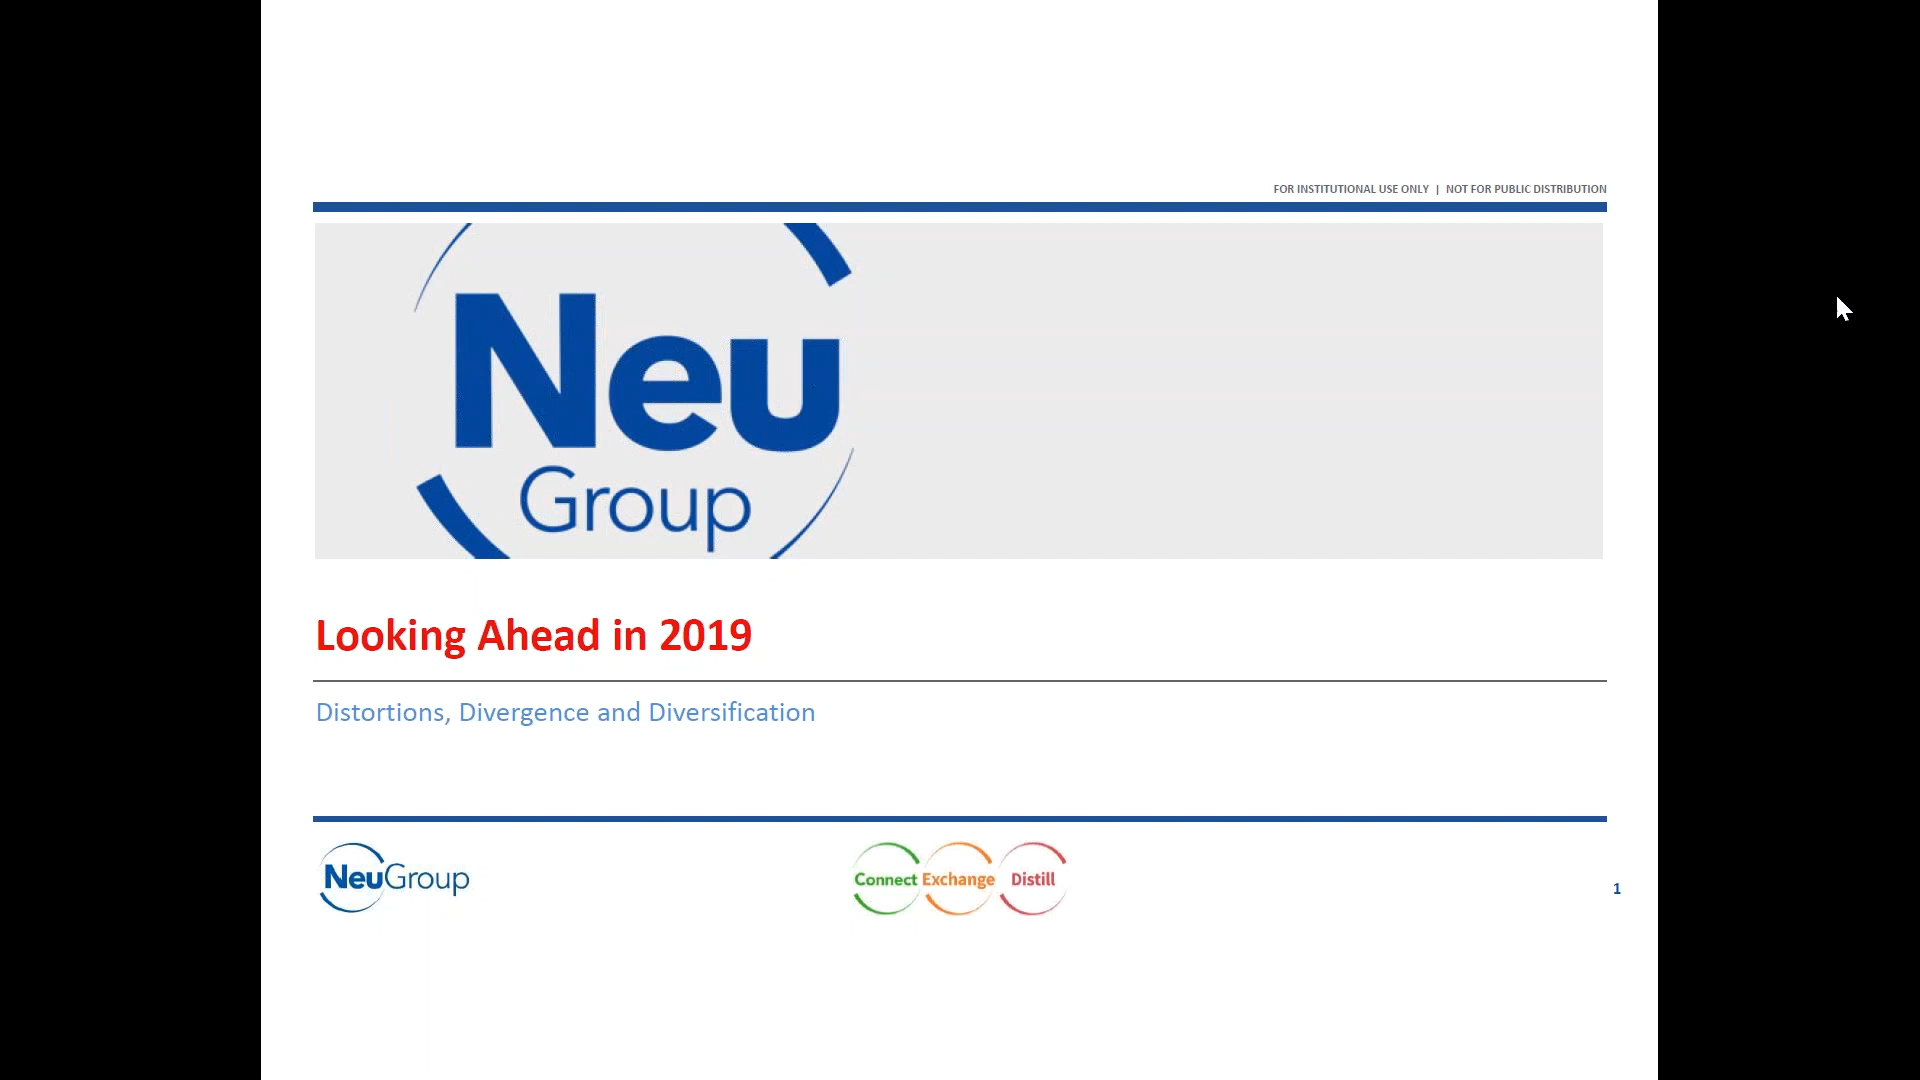 FOR INSTITUTIONAL USE ONLY | NOT FOR PUBLIC DISTRIBUTION
Neu
Group
Looking Ahead in 2019
Distortions, Divergence and Diversification
NeuGroup
Connect Exchange Distill
1